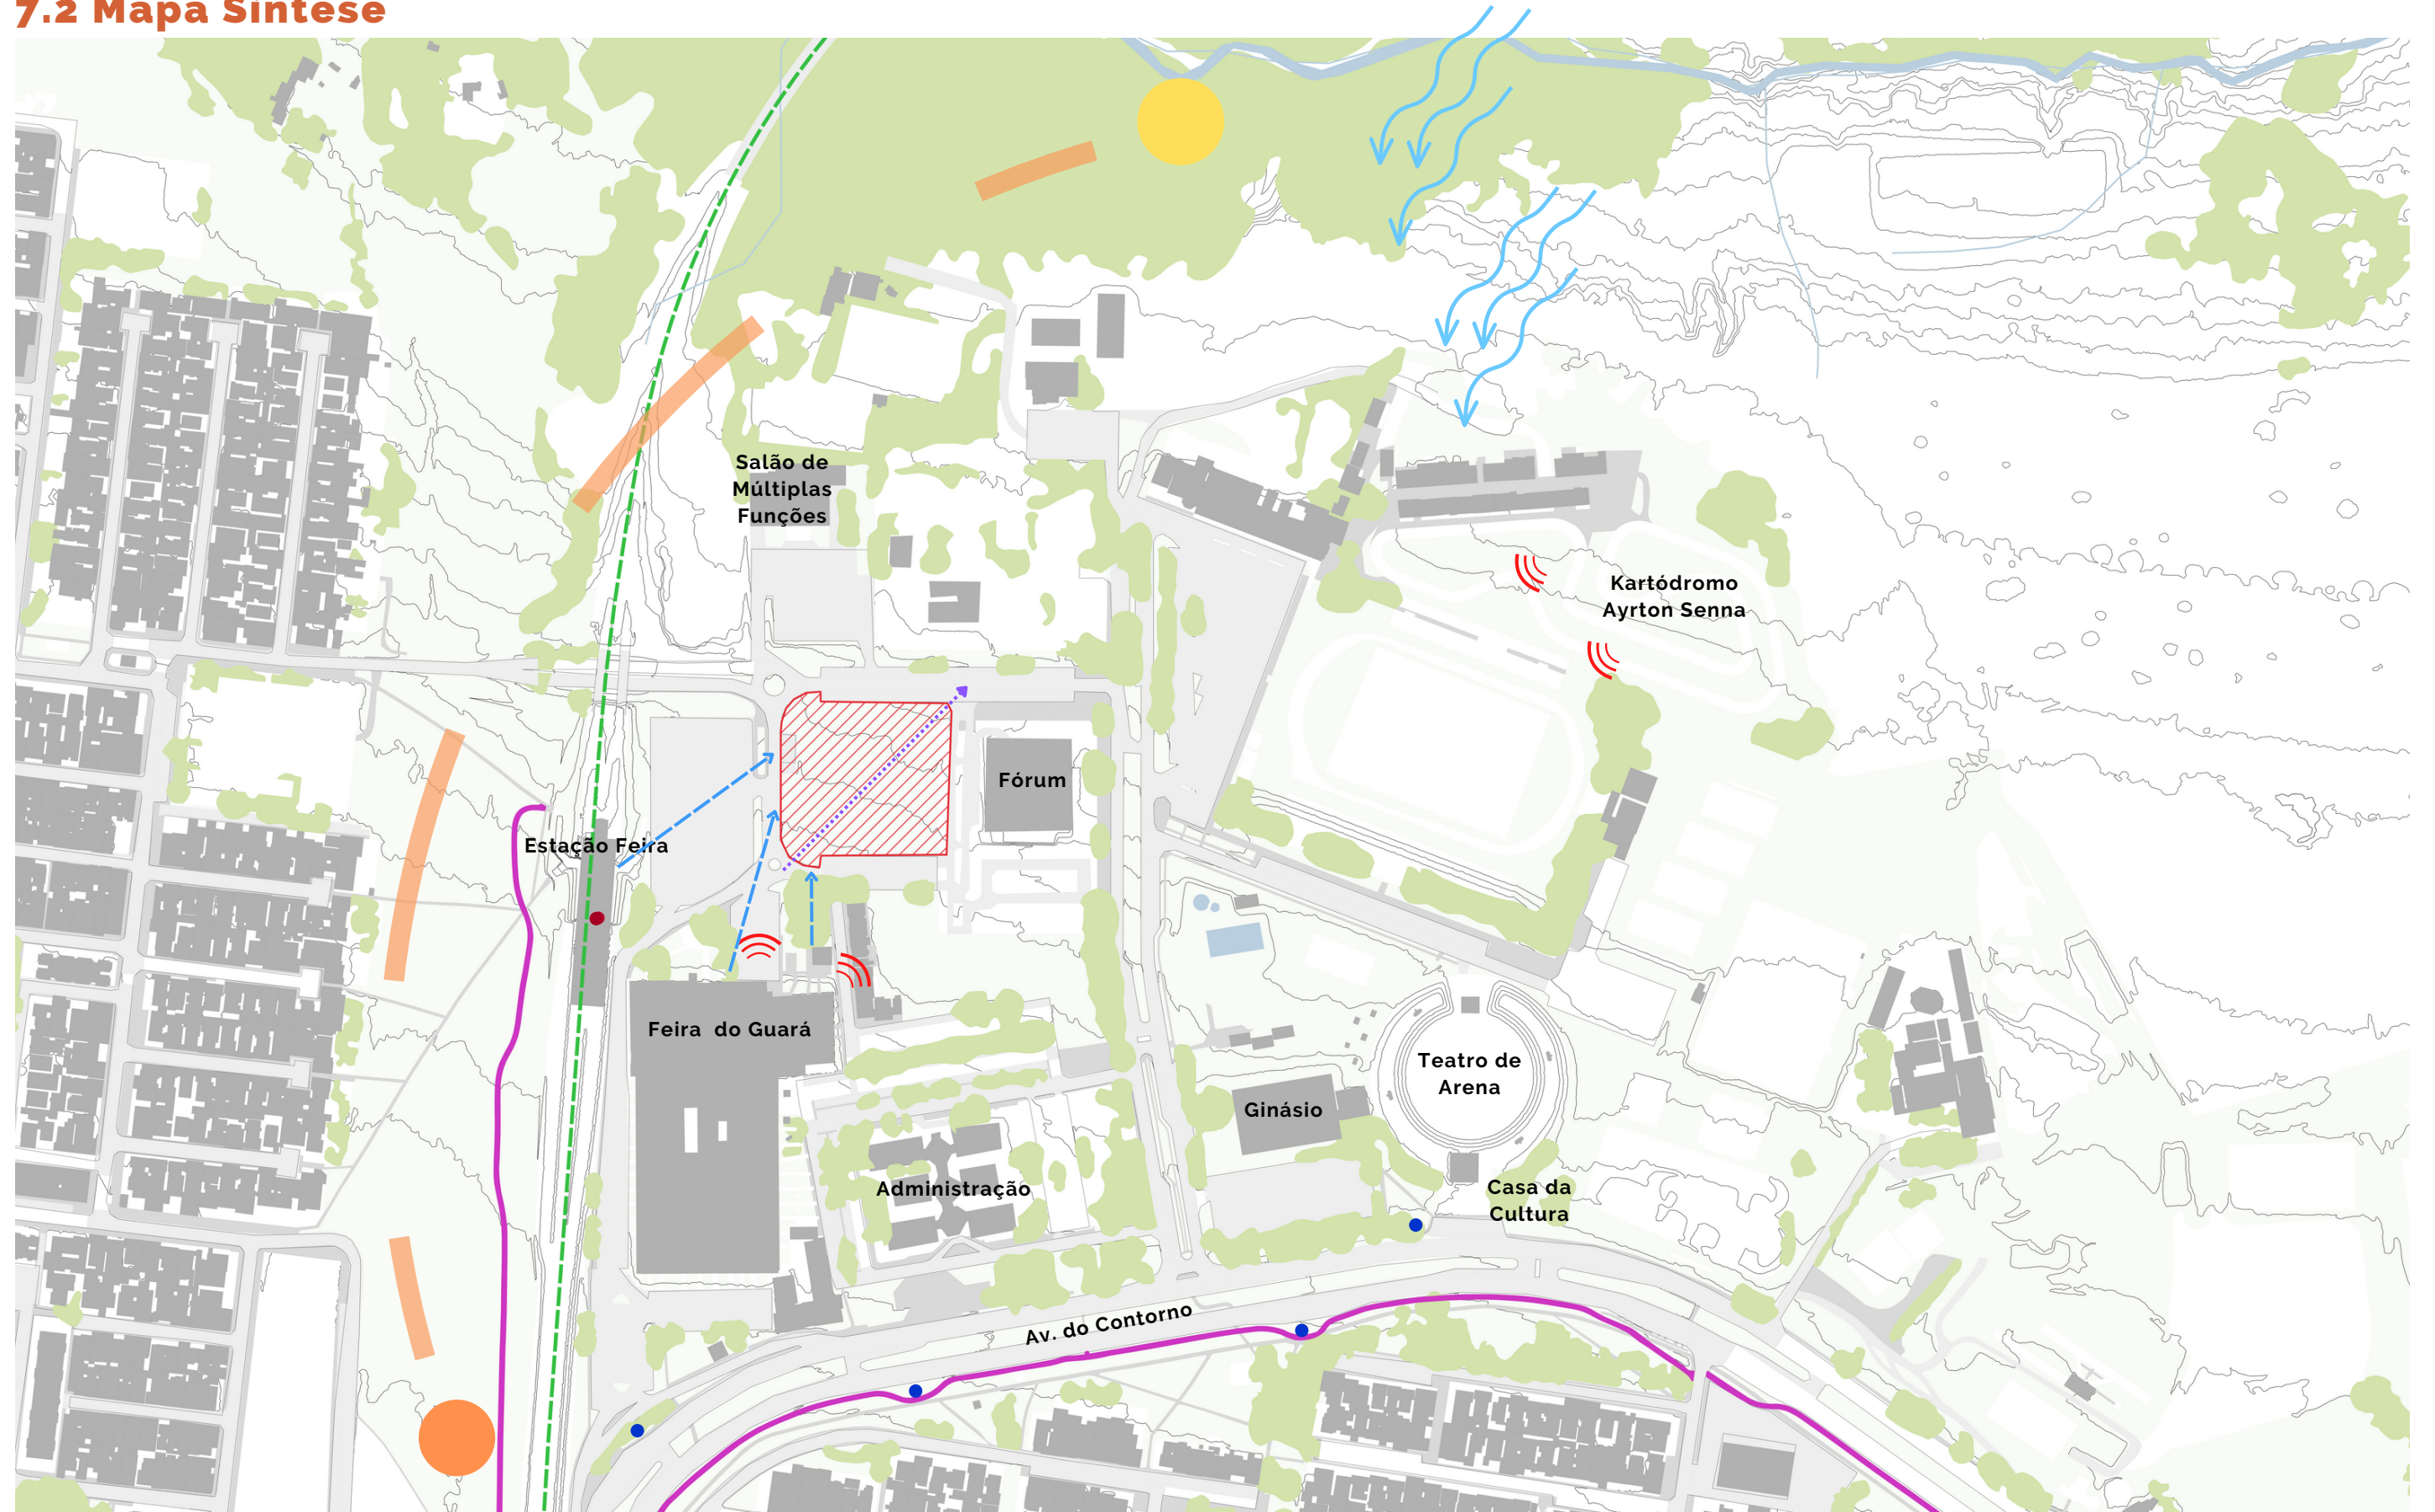 7.2 Mapa Síntese
Salão de
Múltiplas
Funções
Kartódromo
Ayrton Senna
Fórum
Estação Feira
Feira do Guará
Teatro de
Arena
Ginásio
Administração
Casa da
Cultura
Av. do Contorno